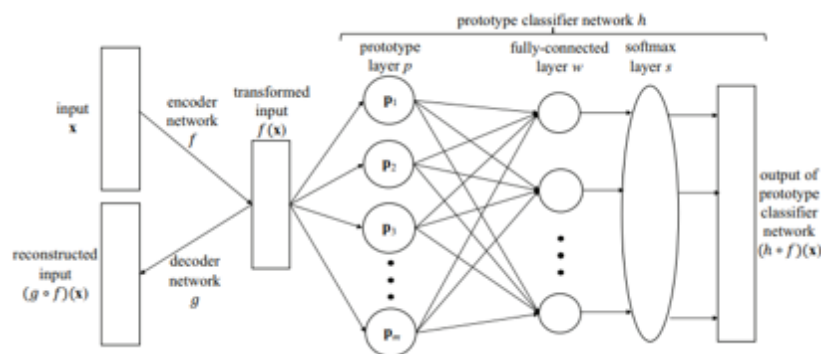 prototype classifier network h
prototype
layer p
fully-connected
layer w
softmax
layer s
input
x
encoder
network
f
transformed
input
f(x)
p₁
p₂
p₃
pₘ
reconstructed
input
(g ∘ f)(x)
decoder
network
g
output of
prototype
classifier
network
(h ∘ f)(x)